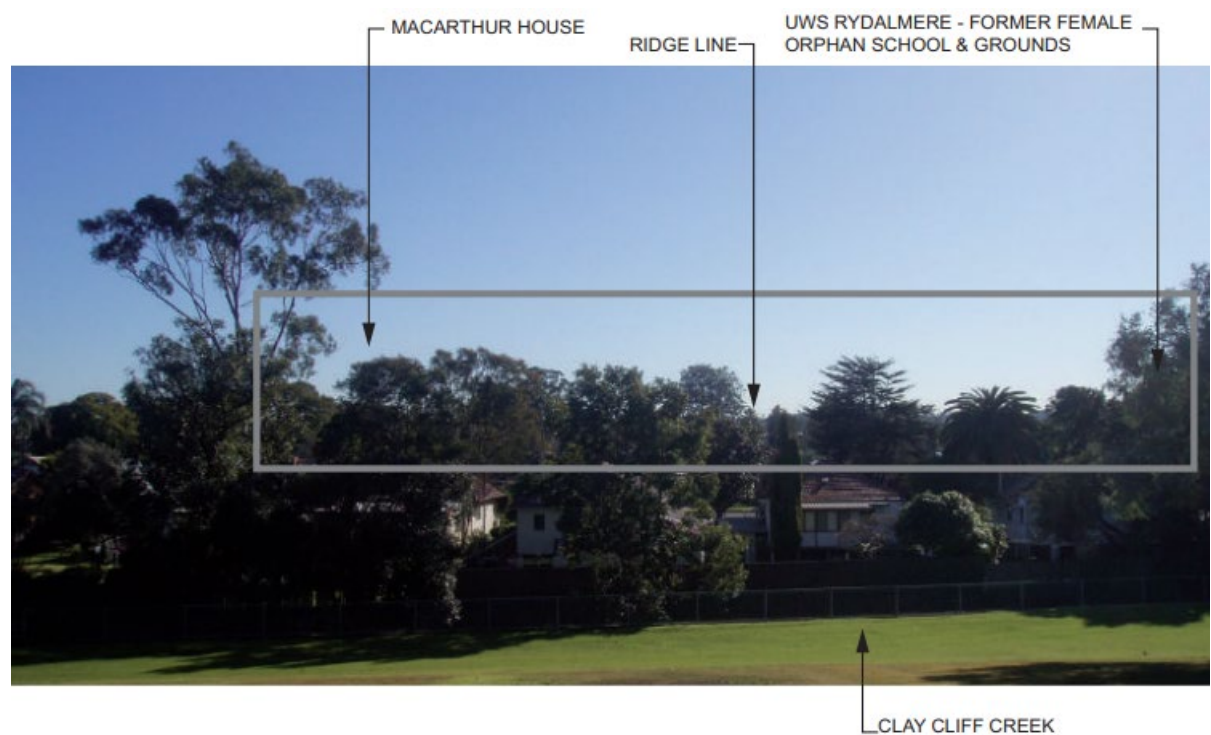 MACARTHUR HOUSE
RIDGE LINE
UWS RYDALMERE - FORMER FEMALE
ORPHAN SCHOOL & GROUNDS
CLAY CLIFF CREEK